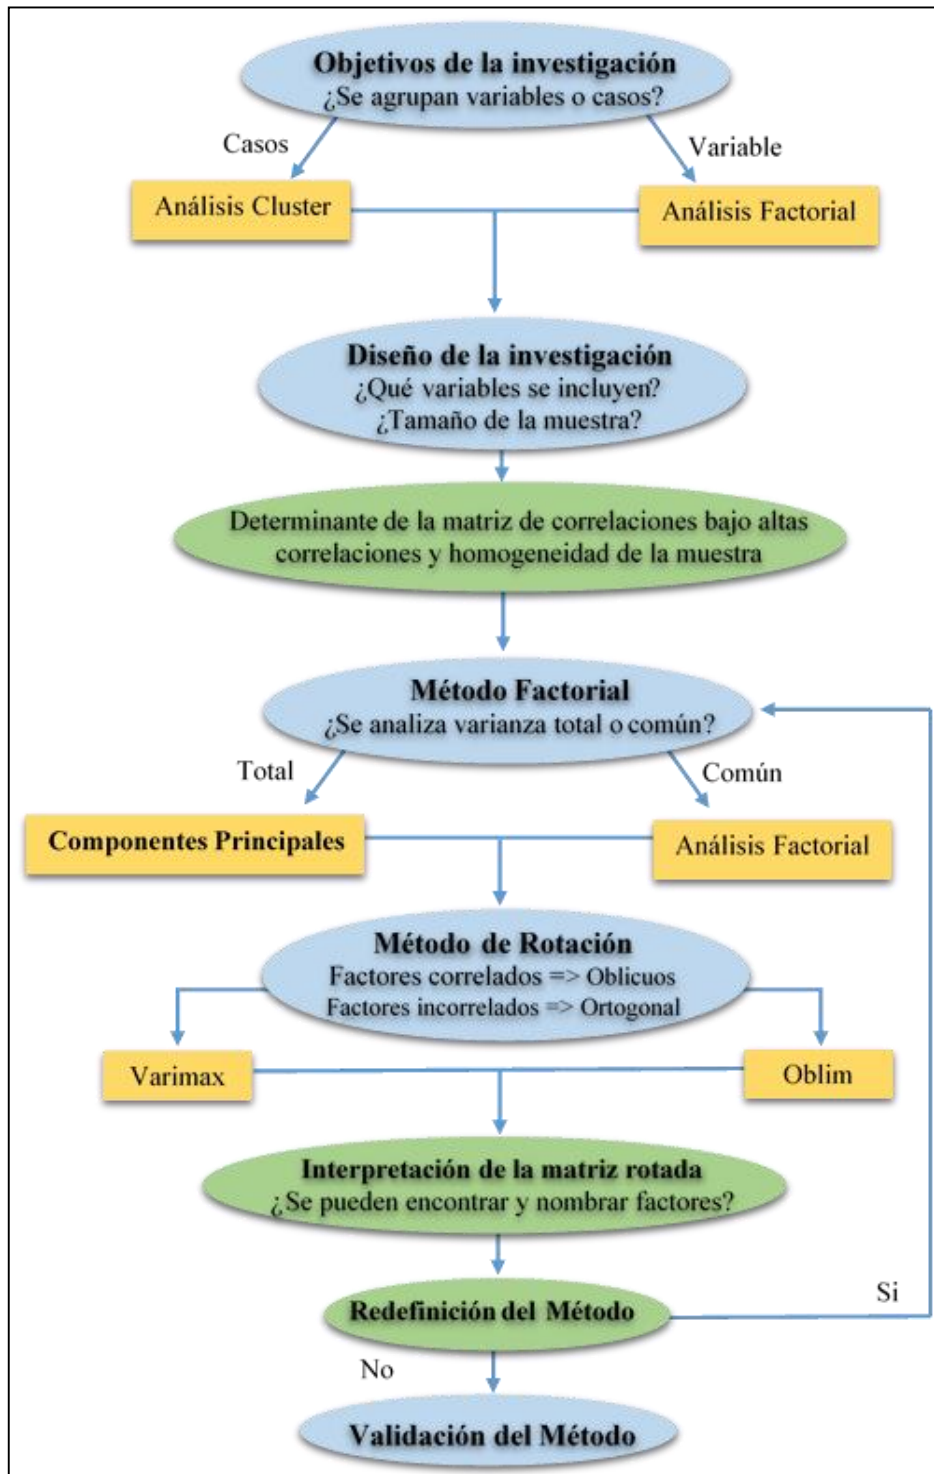 Objetivos de la investigación
¿Se agrupan variables o casos?
Casos
Variable
Análisis Cluster
Análisis Factorial
Diseño de la investigación
¿Qué variables se incluyen?
¿Tamaño de la muestra?
Determinante de la matriz de correlaciones bajo altas
correlaciones y homogeneidad de la muestra
Método Factorial
¿Se analiza varianza total o común?
Total
Común
Componentes Principales
Análisis Factorial
Método de Rotación
Factores correlados => Oblicuos
Factores incorrelados => Ortogonal
Varimax
Oblim
Interpretación de la matriz rotada
¿Se pueden encontrar y nombrar factores?
Si
Redefinición del Método
No
Validación del Método